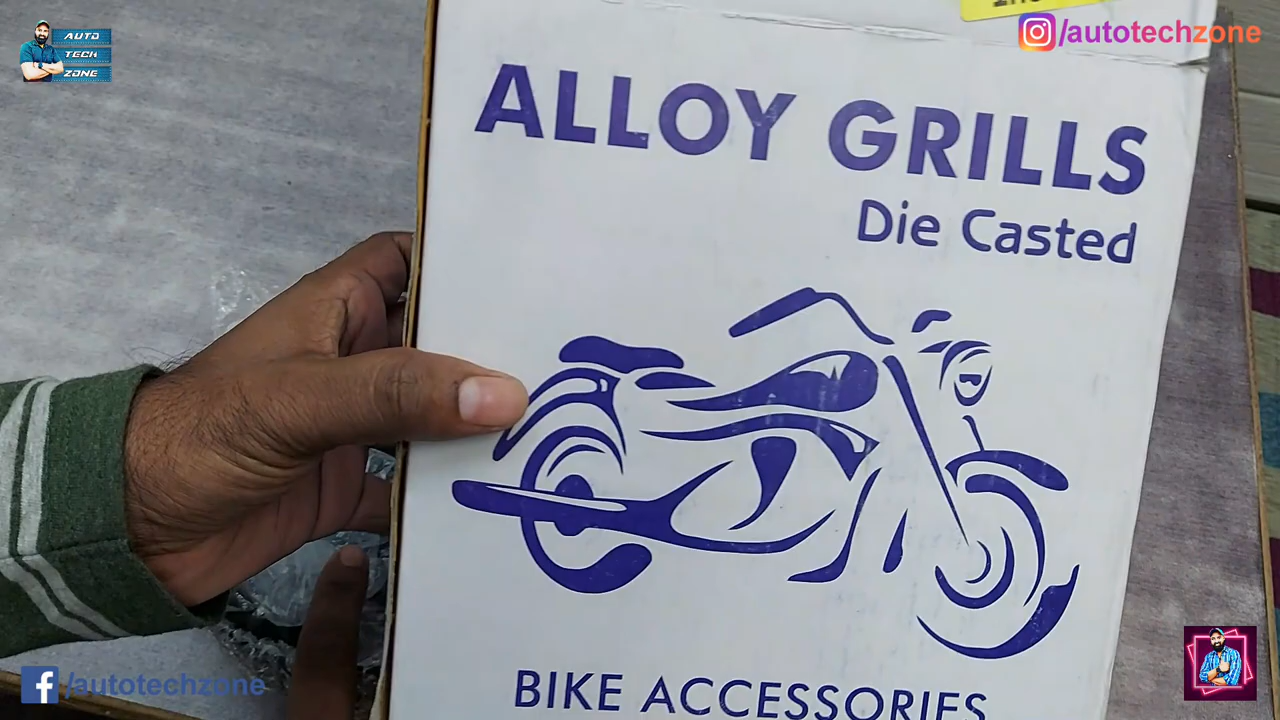 AUTO
TECH
ZONE
/autotechzone
ALLOY GRILLS
Die Casted
BIKE ACCESSORIES
/autotechzone